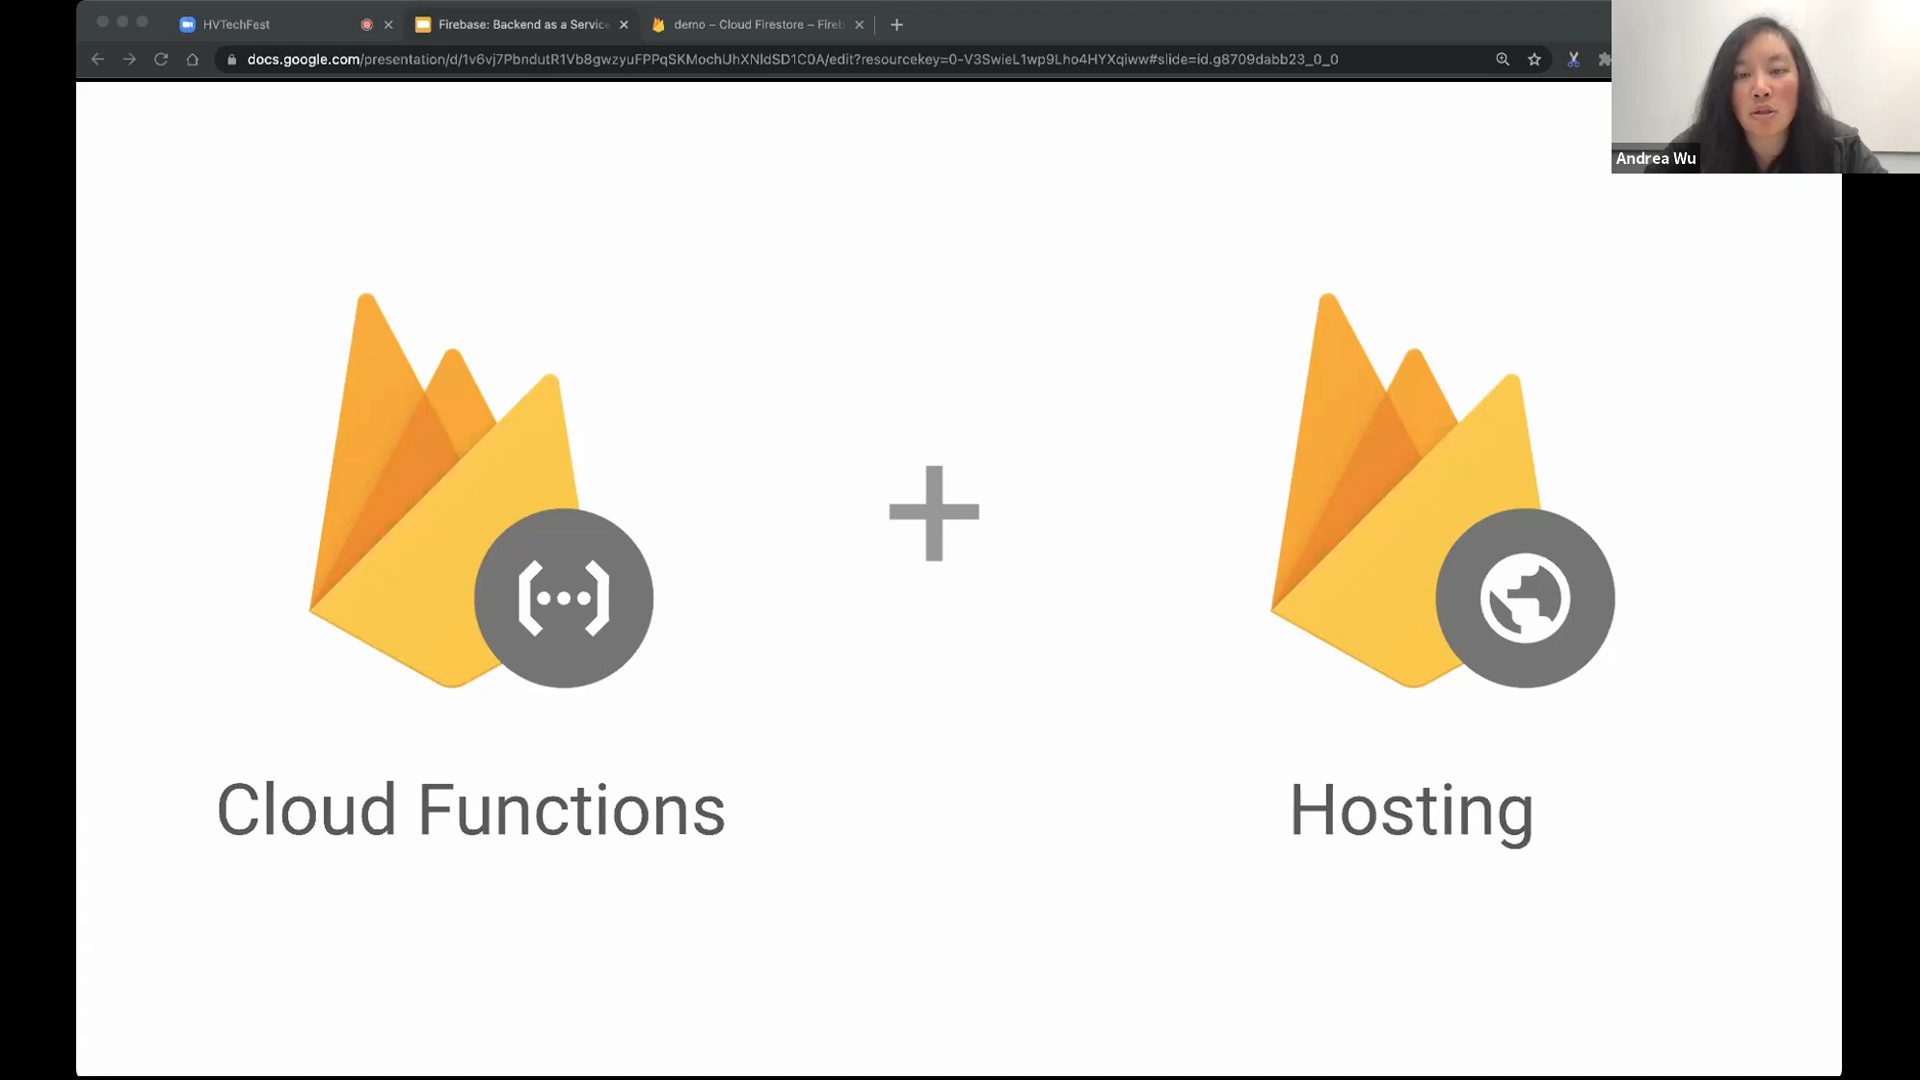 HVTechFest
Firebase: Backend as a Service
demo – Cloud Firestore – Fireb
docs.google.com/presentation/d/1v6vj7PbndutR1Vb8gwzyuFPPqSKMochUhXNldSD1C0A/edit?resourcekey=0-V3SwieL1wp9Lho4HYXqiww#slide=id.g8709dabb23_0_0
Andrea Wu
Cloud Functions
+
Hosting